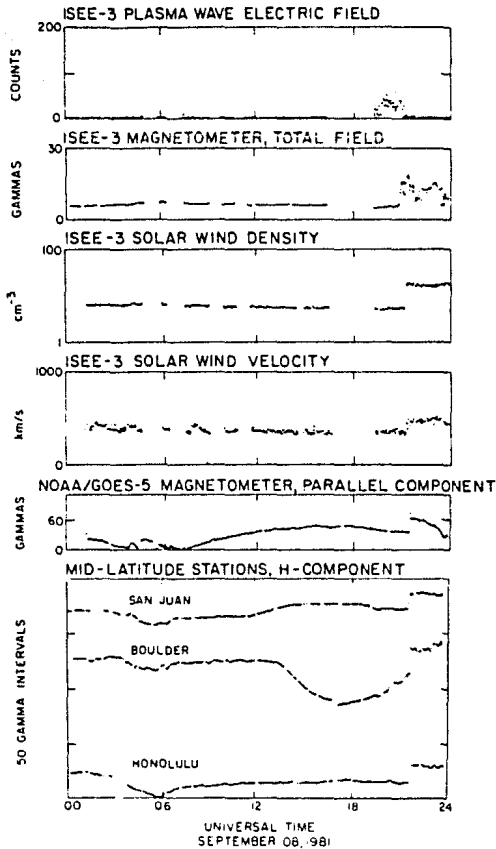 ISEE-3 PLASMA WAVE ELECTRIC FIELD
200
COUNTS
0
ISEE-3 MAGNETOMETER, TOTAL FIELD
30
GAMMAS
0
ISEE-3 SOLAR WIND DENSITY
100
cm-3
1
ISEE-3 SOLAR WIND VELOCITY
1000
km/s
0
NOAA/GOES-5 MAGNETOMETER, PARALLEL COMPONENT
GAMMAS
60
0
MID-LATITUDE STATIONS, H-COMPONENT
SAN JUAN
BOULDER
50 GAMMA INTERVALS
HONOLULU
00 06 12 18 24
UNIVERSAL TIME
SEPTEMBER 08, 1981